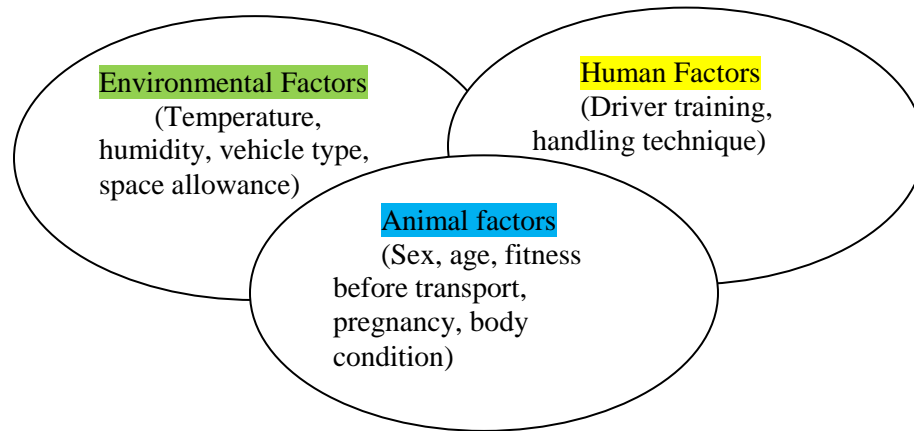 Environmental Factors
(Temperature,
humidity, vehicle type,
space allowance)
Human Factors
(Driver training,
handling technique)
Animal factors
(Sex, age, fitness
before transport,
pregnancy, body
condition)